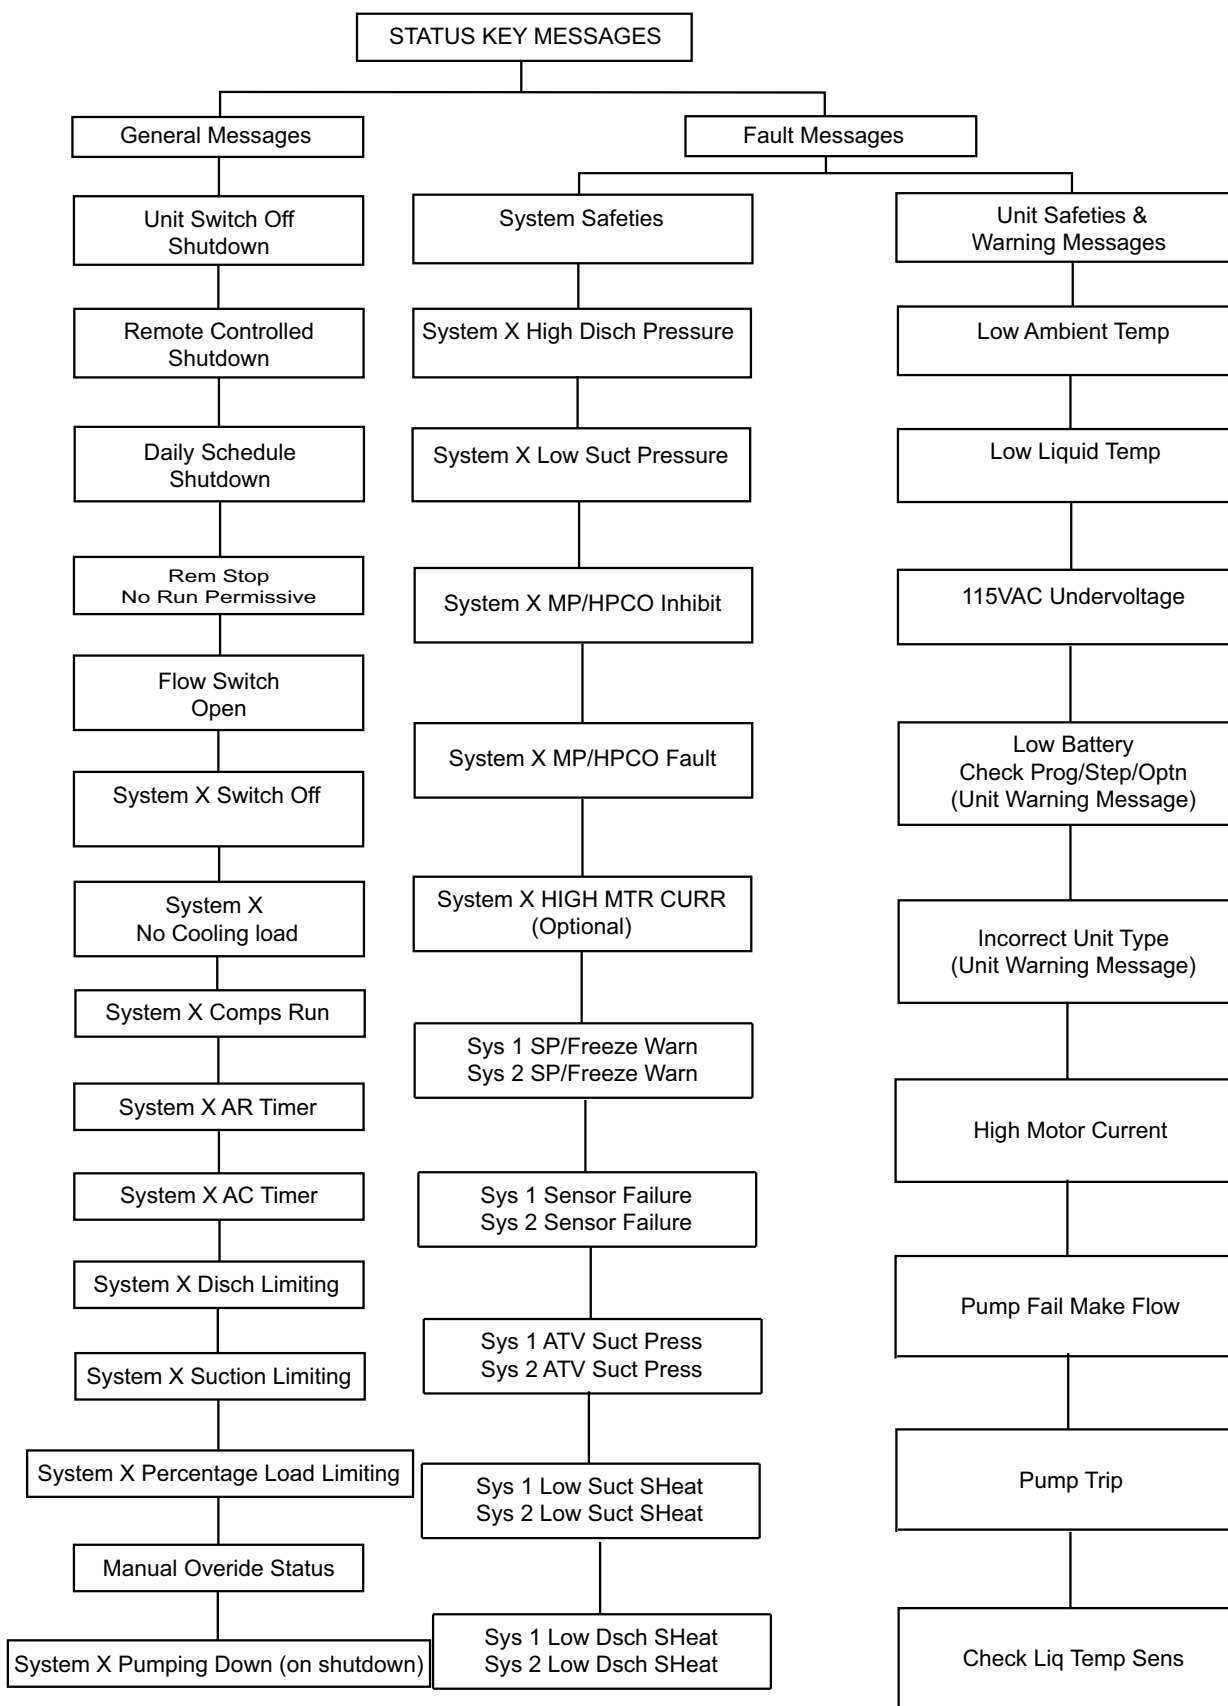 STATUS KEY MESSAGES
General Messages
Fault Messages
Unit Switch Off
Shutdown
Remote Controlled
Shutdown
Daily Schedule
Shutdown
Rem Stop
No Run Permissive
Flow Switch
Open
System X Switch Off
System X
No Cooling load
System X Comps Run
System X AR Timer
System X AC Timer
System X Disch Limiting
System X Suction Limiting
System X Percentage Load Limiting
Manual Overide Status
System X Pumping Down (on shutdown)
System Safeties
System X High Disch Pressure
System X Low Suct Pressure
System X MP/HPCO Inhibit
System X MP/HPCO Fault
System X HIGH MTR CURR
(Optional)
Sys 1 SP/Freeze Warn
Sys 2 SP/Freeze Warn
Sys 1 Sensor Failure
Sys 2 Sensor Failure
Sys 1 ATV Suct Press
Sys 2 ATV Suct Press
Sys 1 Low Suct SHeat
Sys 2 Low Suct SHeat
Sys 1 Low Dsch SHeat
Sys 2 Low Dsch SHeat
Unit Safeties &
Warning Messages
Low Ambient Temp
Low Liquid Temp
115VAC Undervoltage
Low Battery
Check Prog/Step/Optn
(Unit Warning Message)
Incorrect Unit Type
(Unit Warning Message)
High Motor Current
Pump Fail Make Flow
Pump Trip
Check Liq Temp Sens